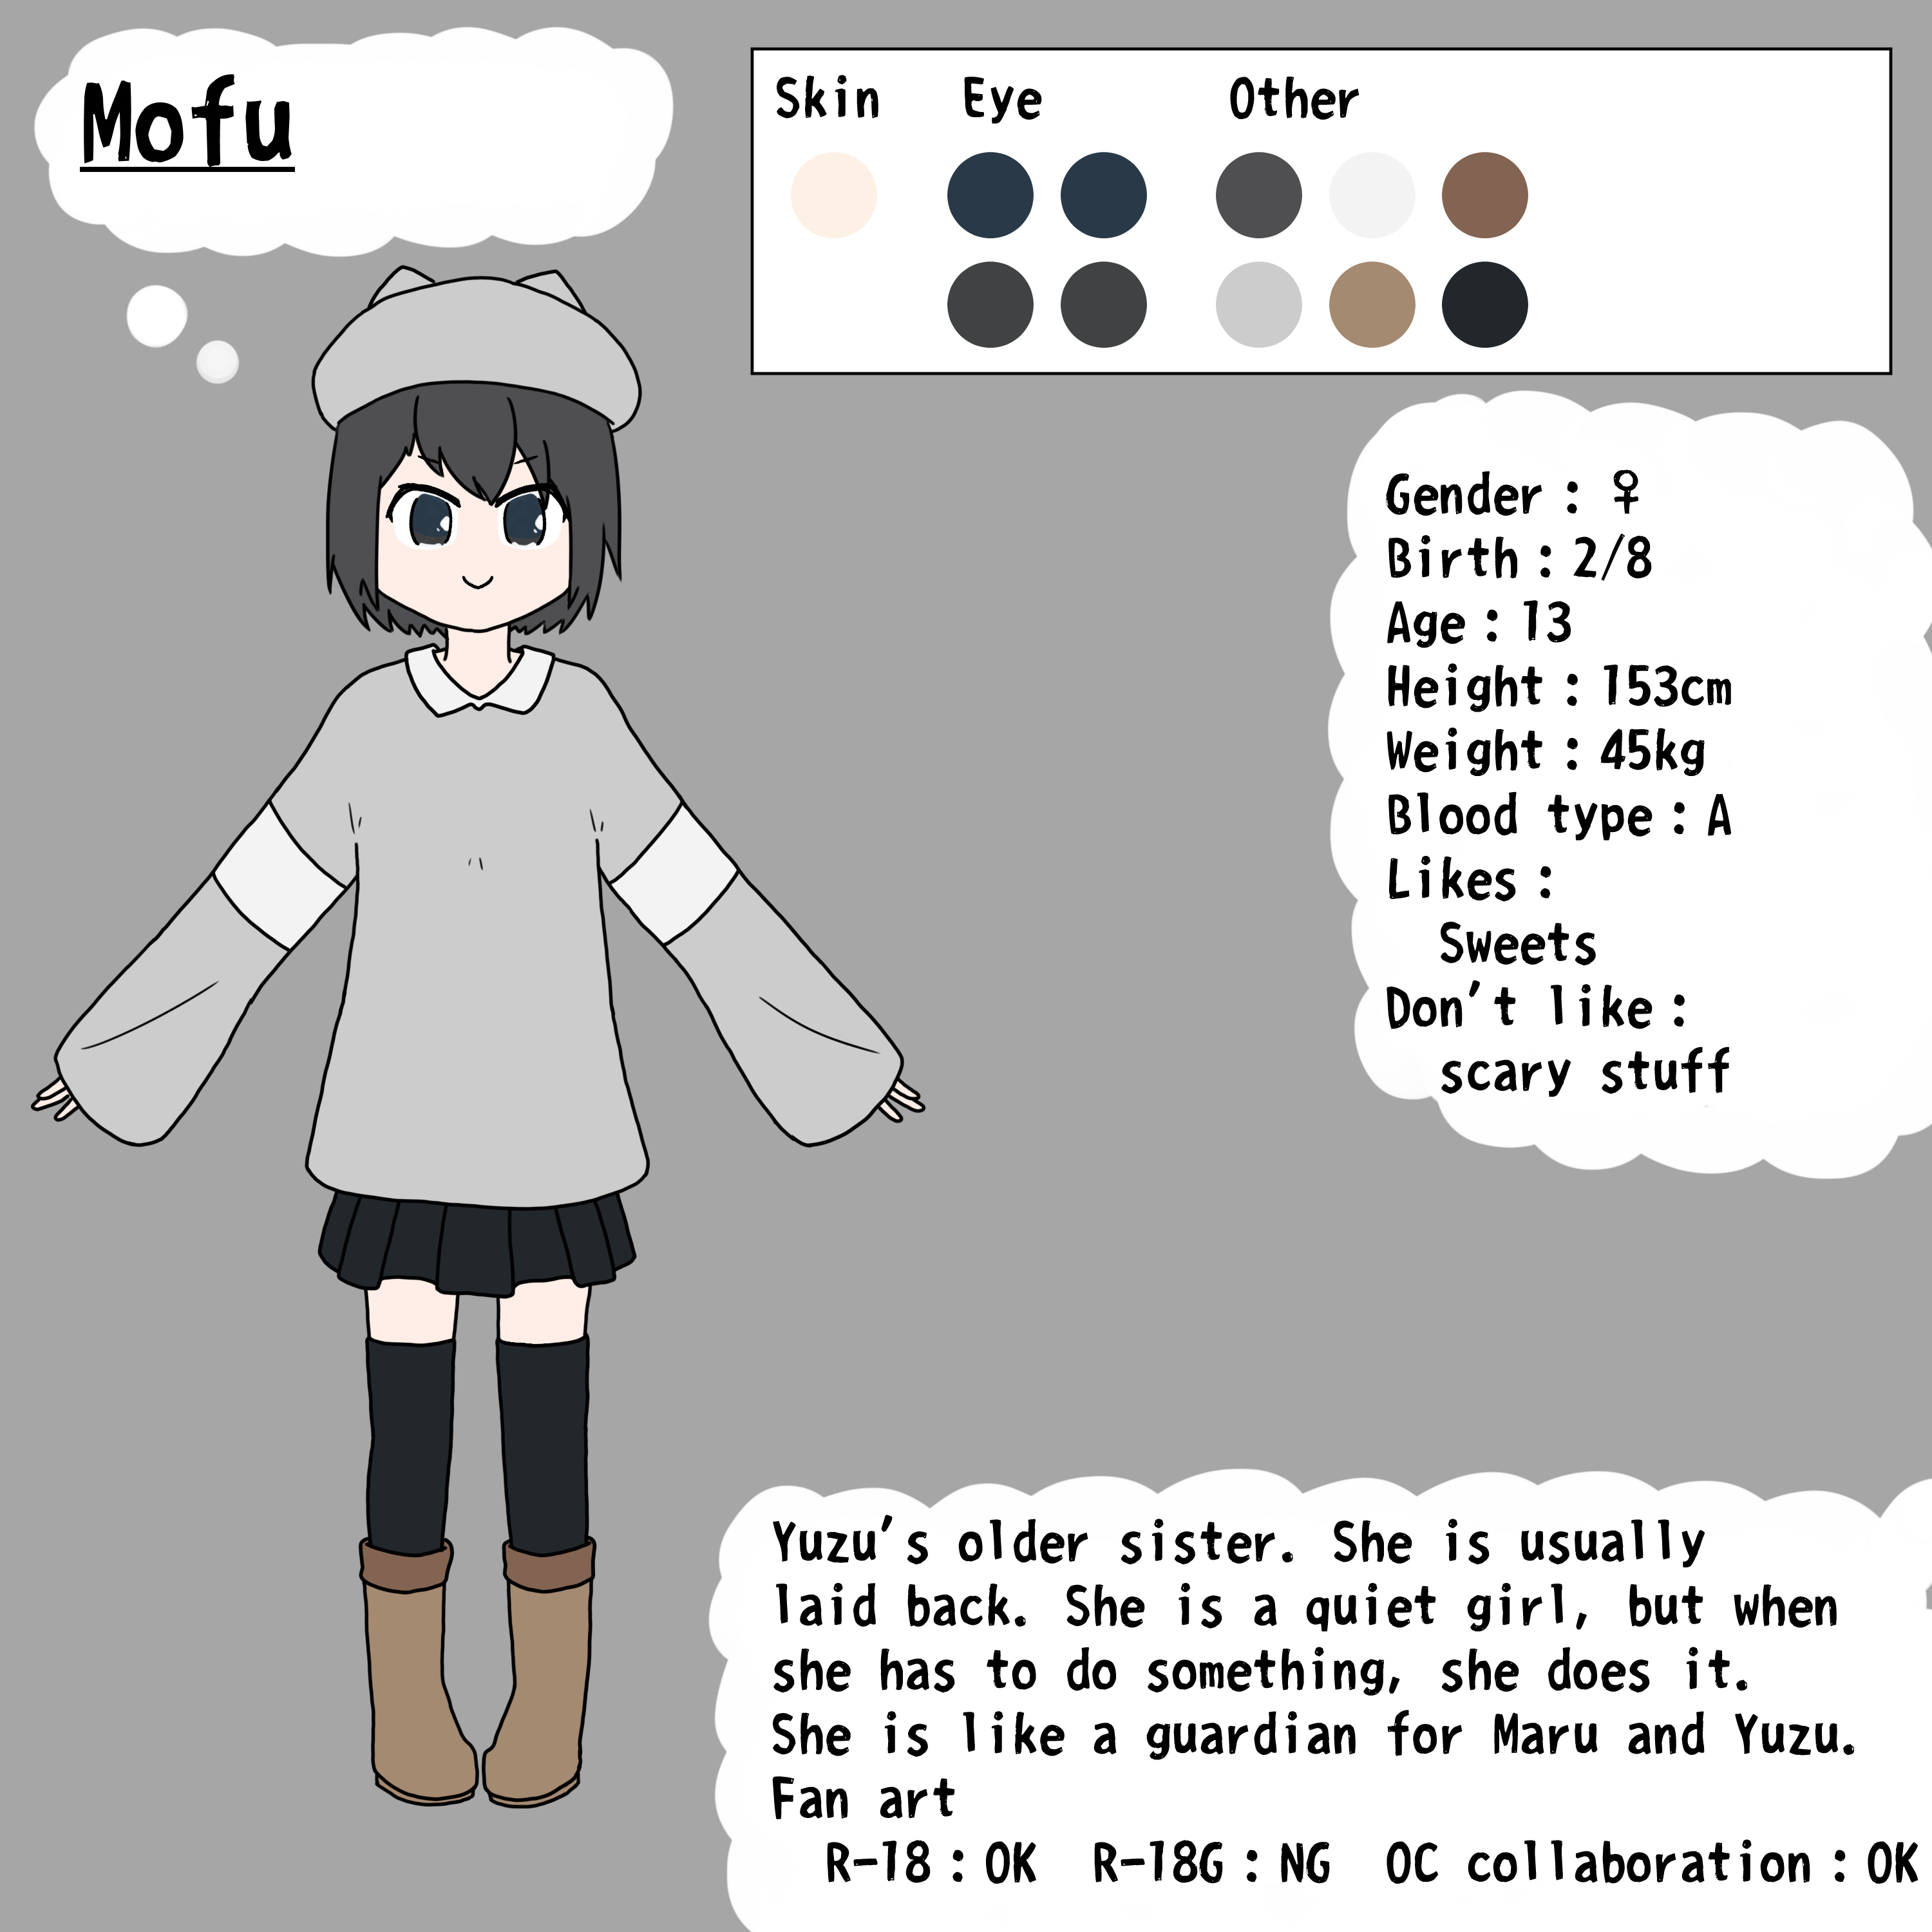 Mofu
Skin Eye Other
Gender : ♀
Birth : 2/8
Age : 13
Height : 153cm
Weight : 45kg
Blood type : A
Likes :
Sweets
Don't like :
scary stuff
Yuzu's older sister. She is usually
laid back. She is a quiet girl, but when
she has to do something, she does it.
She is like a guardian for Maru and Yuzu.
Fan art
R-18 : OK R-18G : NG OC collaboration : OK